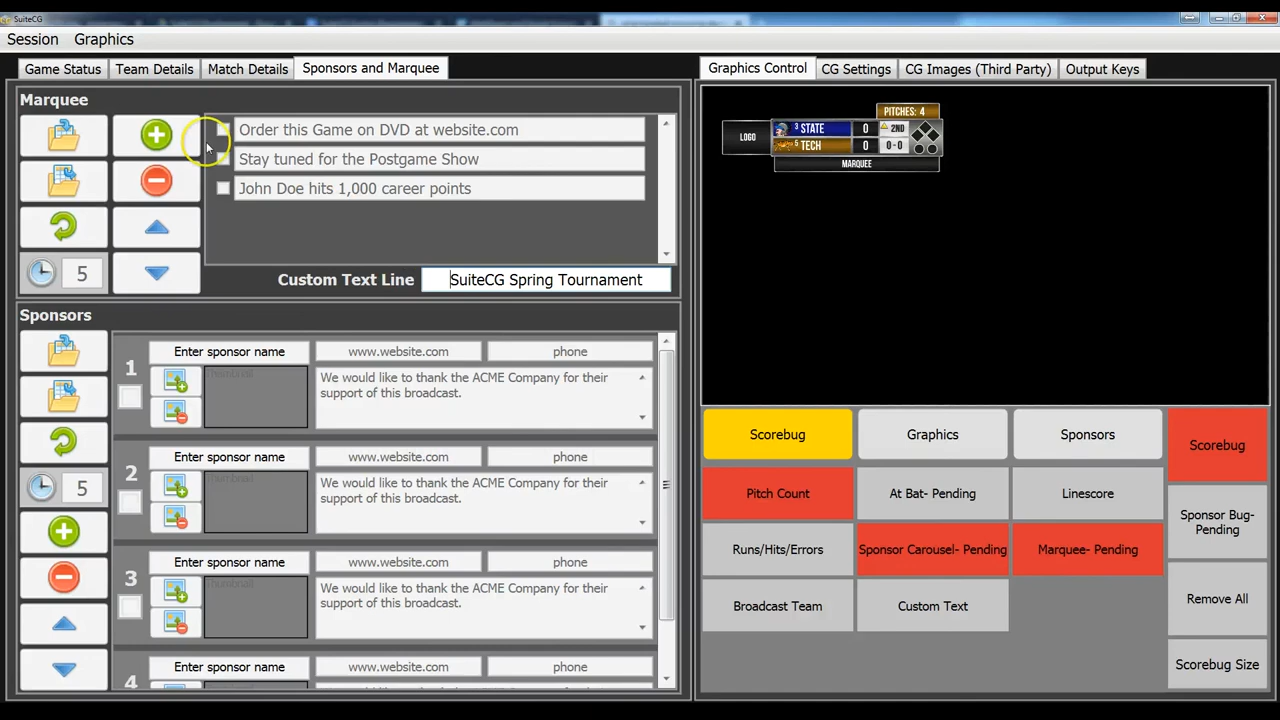 SuiteCG
Session Graphics
Game Status Team Details Match Details Sponsors and Marquee
Marquee
Order this Game on DVD at website.com
Stay tuned for the Postgame Show
John Doe hits 1,000 career points
5
Custom Text Line SuiteCG Spring Tournament
Sponsors
5
1 Enter sponsor name www.website.com phone
Thumbnail
We would like to thank the ACME Company for their
support of this broadcast.
2 Enter sponsor name www.website.com phone
Thumbnail
We would like to thank the ACME Company for their
support of this broadcast.
3 Enter sponsor name www.website.com phone
Thumbnail
We would like to thank the ACME Company for their
support of this broadcast.
4 Enter sponsor name www.website.com phone
Graphics Control CG Settings CG Images (Third Party) Output Keys
PITCHES: 4
LOGO
3 STATE 0 2ND
5 TECH 0 0-0
MARQUEE
Scorebug Graphics Sponsors Scorebug
Pitch Count At Bat- Pending Linescore
Sponsor Bug-
Pending
Runs/Hits/Errors Sponsor Carousel- Pending Marquee- Pending
Broadcast Team Custom Text Remove All
Scorebug Size